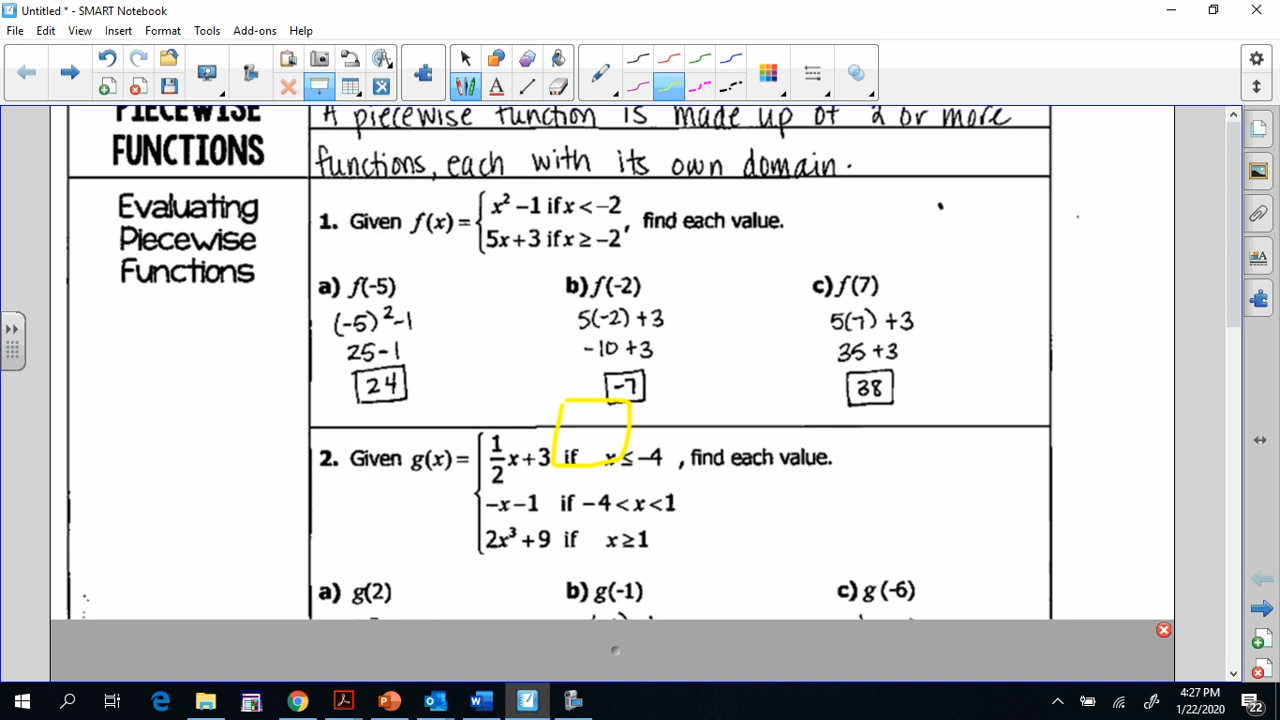 Untitled * - SMART Notebook
File Edit View Insert Format Tools Add-ons Help
PIECEWISE
FUNCTIONS
A piecewise function is made up of 2 or more
functions, each with its own domain.
Evaluating
Piecewise
Functions
1. Given f(x) = { x² – 1 if x < –2
5x + 3 if x ≥ –2 , find each value.
a) f(-5) b) f(-2) c) f(7)
(-5)² -1 5(-2) +3 5(7) +3
25 -1 -10 +3 35 +3
24 -7 38
2. Given g(x) = { 1/2 x + 3 if x ≤ –4 , find each value.
–x – 1 if –4 < x < 1
2x³ + 9 if x ≥ 1
a) g(2) b) g(-1) c) g(-6)
4:27 PM
1/22/2020
22